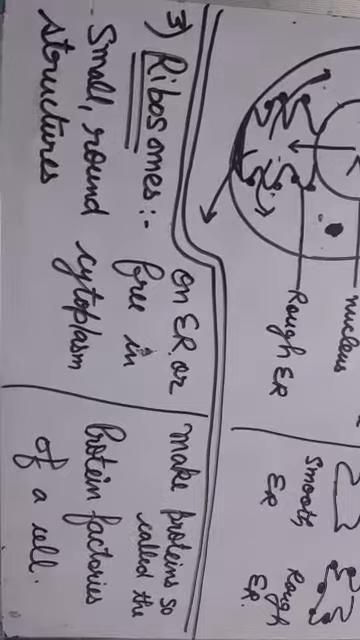 nucleus
Rough ER
Smooth
ER
Rough
ER.
3) Ribosomes:-
Small, round
structures
on ER or
free in
cytoplasm
make proteins so
called the
protein factories
of a cell.